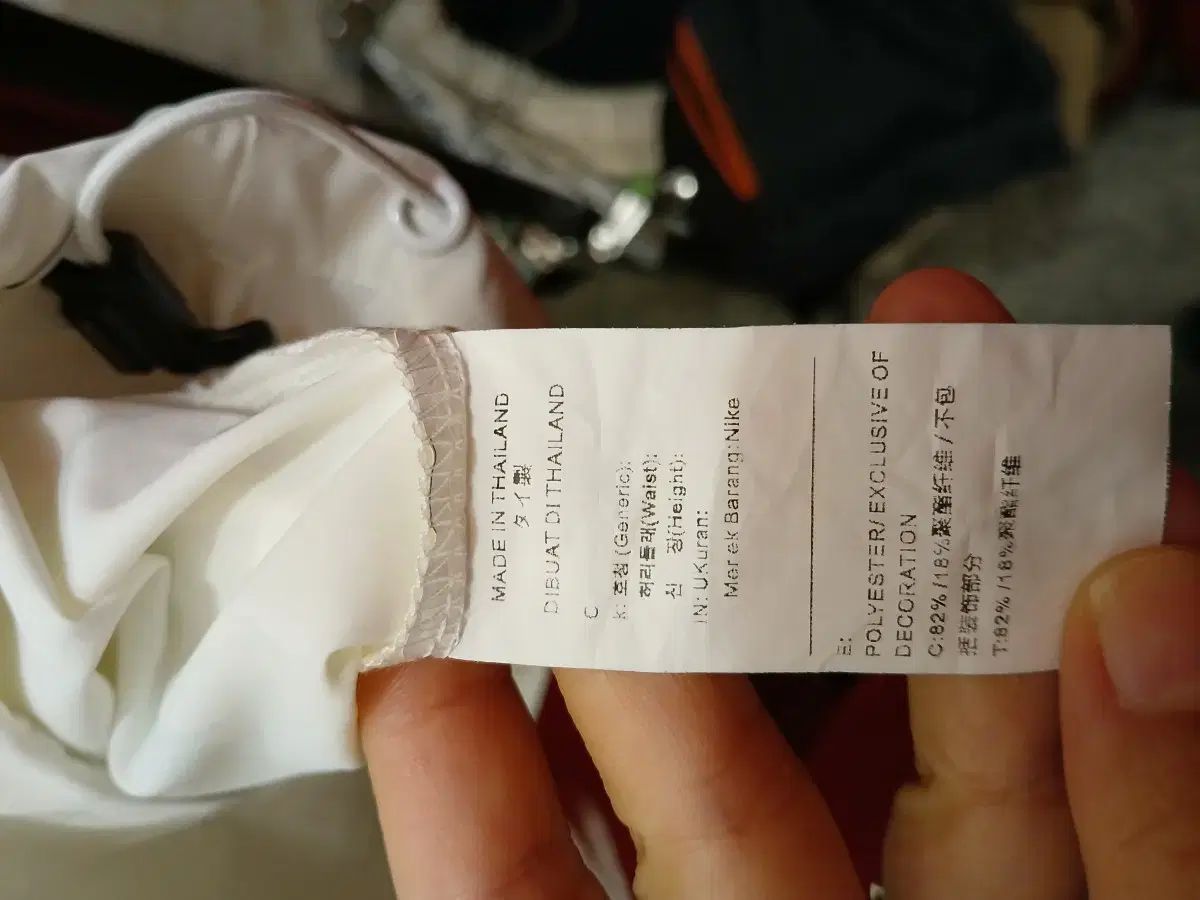 MADE IN THAILAND
タイ製
DIBUAT DI THAILAND
C
K: 호칭(Generic):
허리둘레(Waist):
신 장(Height):
IN: UKuran:
Merek Barang:Nike
E:
POLYESTER/EXCLUSIVE OF
DECORATION
C:82% /18%聚酯纤维/不包
括装饰部分
T:82% /18%聚酯纤维